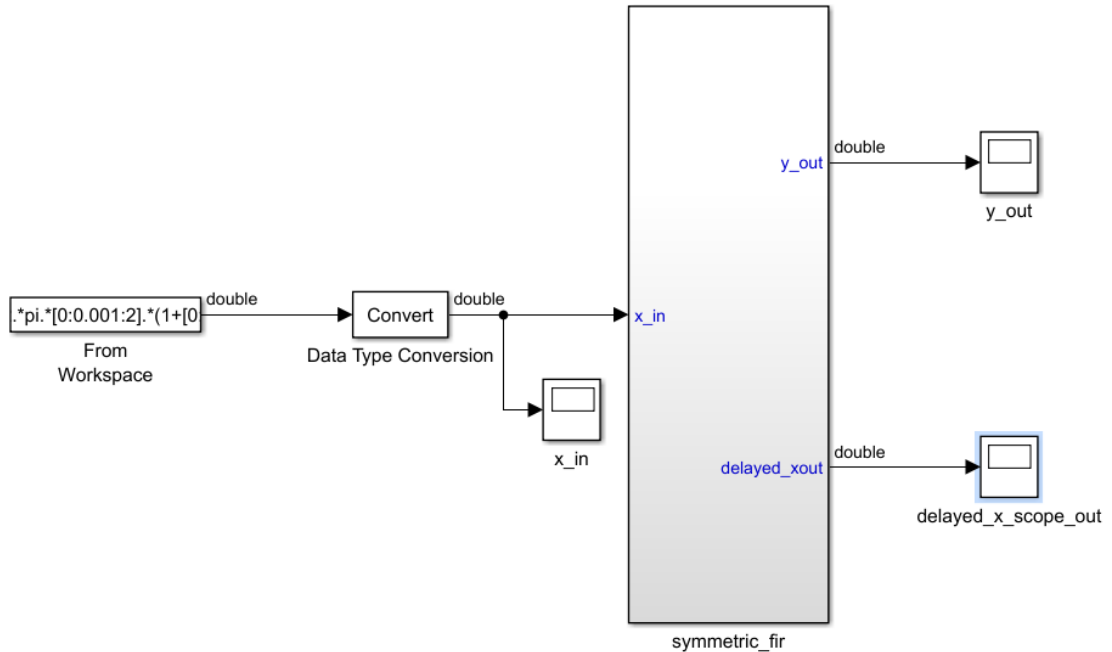 double
y_out
y_out
.*pi.*[0:0.001:2].*(1+[0
double
From
Workspace
Convert
double
Data Type Conversion
x_in
x_in
delayed_xout
double
delayed_x_scope_out
symmetric_fir